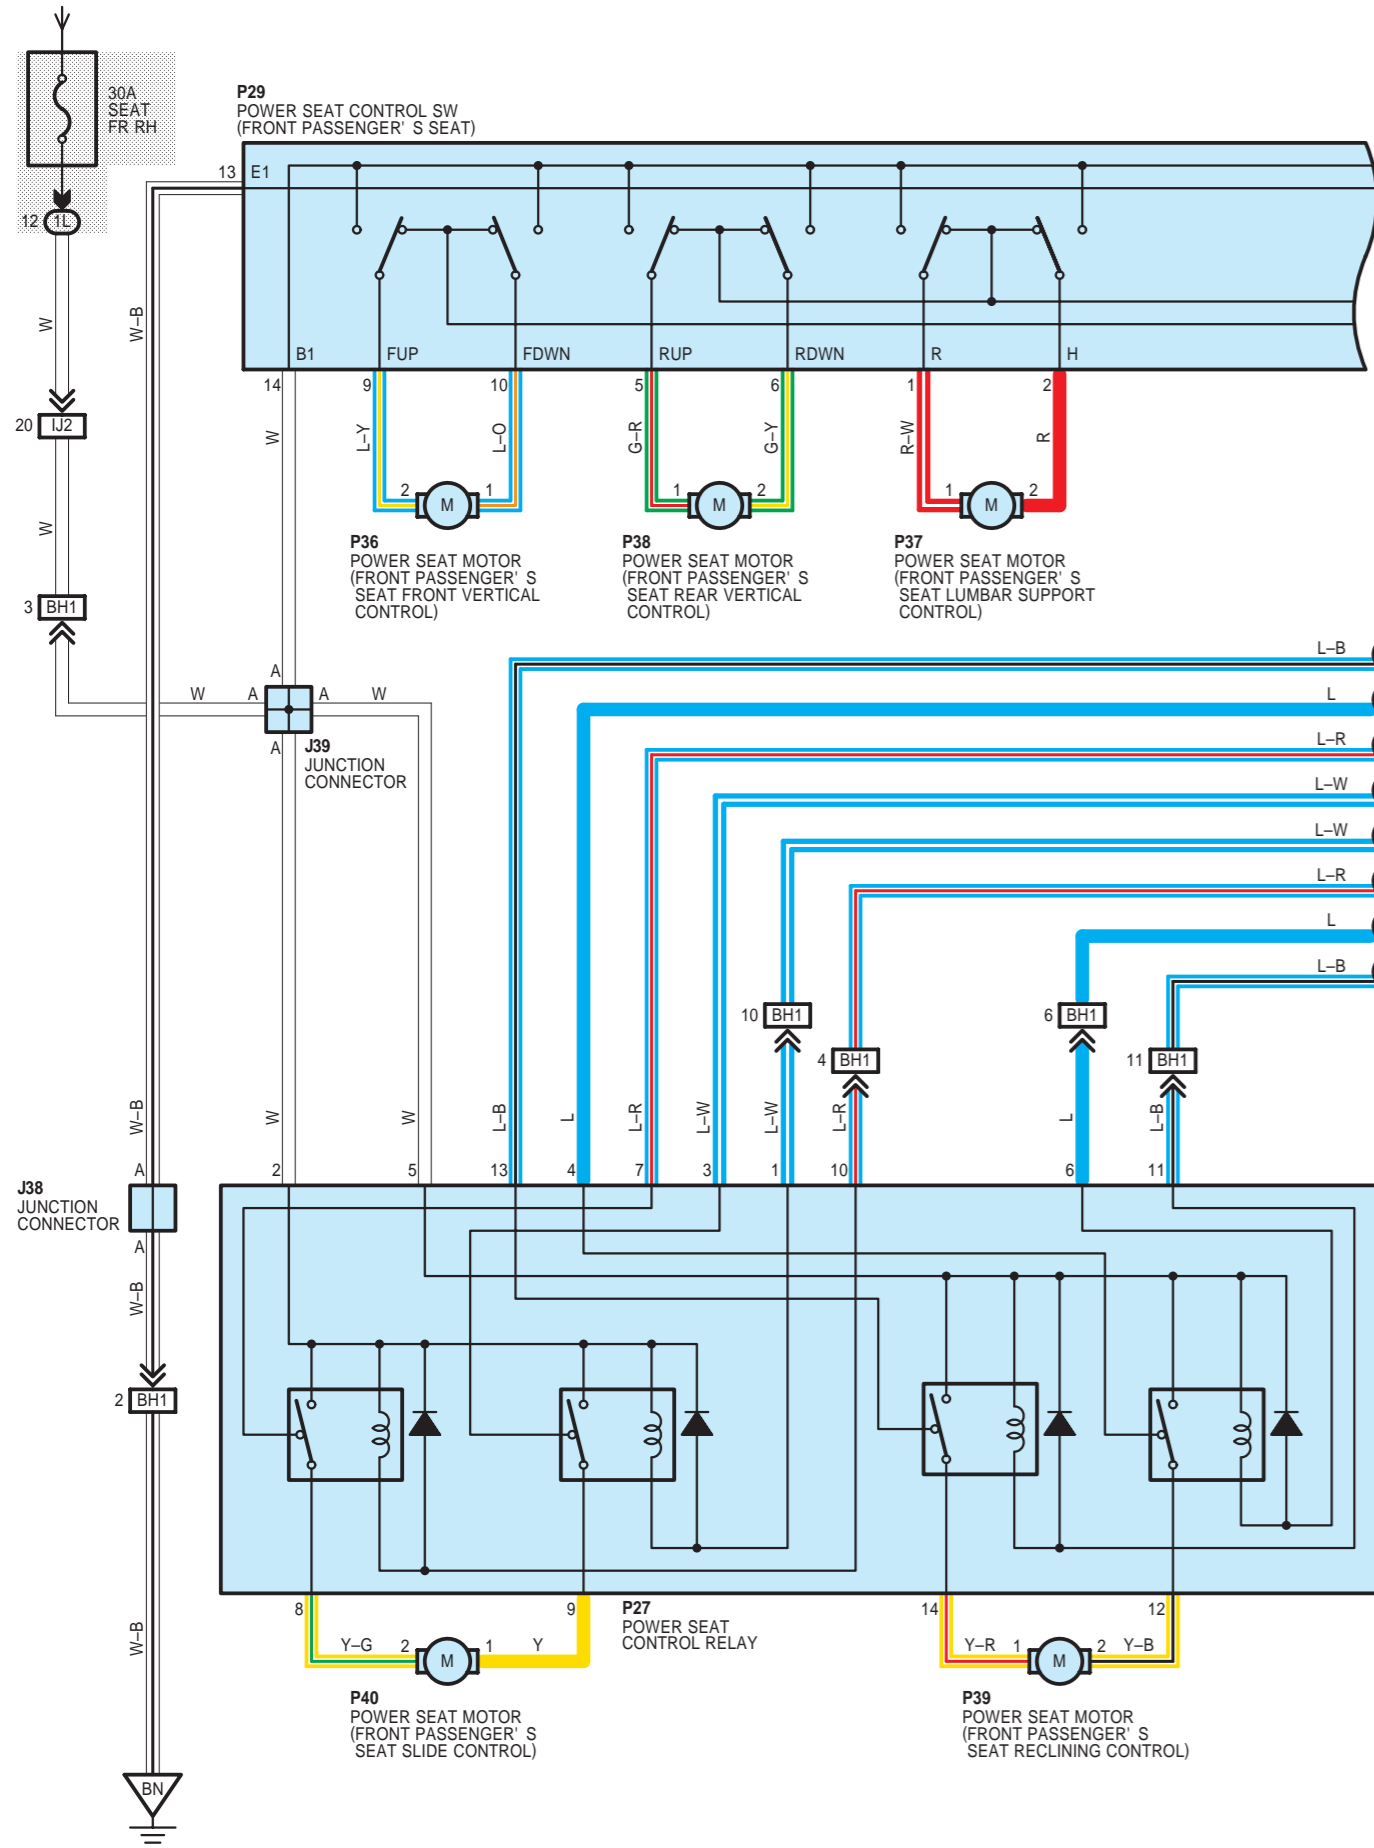 30A
SEAT
FR RH
12 1L
P29
POWER SEAT CONTROL SW
(FRONT PASSENGER' S SEAT)
13 E1
B1 FUP FDWN RUP RDWN R H
14 9 10 5 6 1 2
W
W–B
20 IJ2
W
L–Y
L–O
G–R
G–Y
R–W
R
2 M 1
1 M 2
1 M 2
W
P36
POWER SEAT MOTOR
(FRONT PASSENGER' S
SEAT FRONT VERTICAL
CONTROL)
P38
POWER SEAT MOTOR
(FRONT PASSENGER' S
SEAT REAR VERTICAL
CONTROL)
P37
POWER SEAT MOTOR
(FRONT PASSENGER' S
SEAT LUMBAR SUPPORT
CONTROL)
3 BH1
L–B
A
W A A W
A
L
J39
JUNCTION
CONNECTOR
L–R
L–W
L–W
L–R
L
L–B
10 BH1
6 BH1
4 BH1
11 BH1
W–B
W
W
L–B
L
L–R
L–W
L–W
L–R
L
L–B
A
2 5 13 4 7 3 1 10 6 11
J38
JUNCTION
CONNECTOR
A
W–B
2 BH1
W–B
8 9 14 12
P27
POWER SEAT
CONTROL RELAY
Y–G 2 M 1 Y
Y–R 1 M 2 Y–B
P40
POWER SEAT MOTOR
(FRONT PASSENGER' S
SEAT SLIDE CONTROL)
P39
POWER SEAT MOTOR
(FRONT PASSENGER' S
SEAT RECLINING CONTROL)
BN